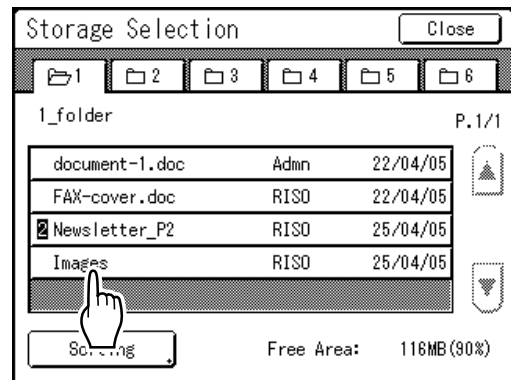 Storage Selection Close
1 2 3 4 5 6
1_folder P.1/1
document-1.doc Admn 22/04/05
FAX-cover.doc RISO 22/04/05
2 Newsletter_P2 RISO 25/04/05
Images RISO 25/04/05
Sorting Free Area: 116MB(90%)